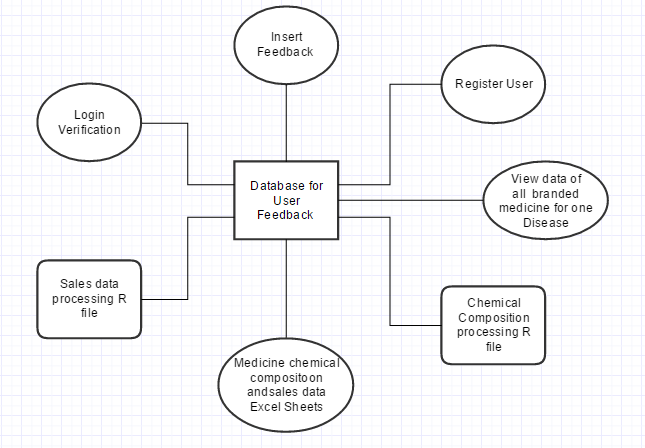 Insert
Feedback
Register User
Login
Verification
Database for
User
Feedback
View data of
all branded
medicine for one
Disease
Sales data
processing R
file
Chemical
Composition
processing R
file
Medicine chemical
compositoon
andsales data
Excel Sheets